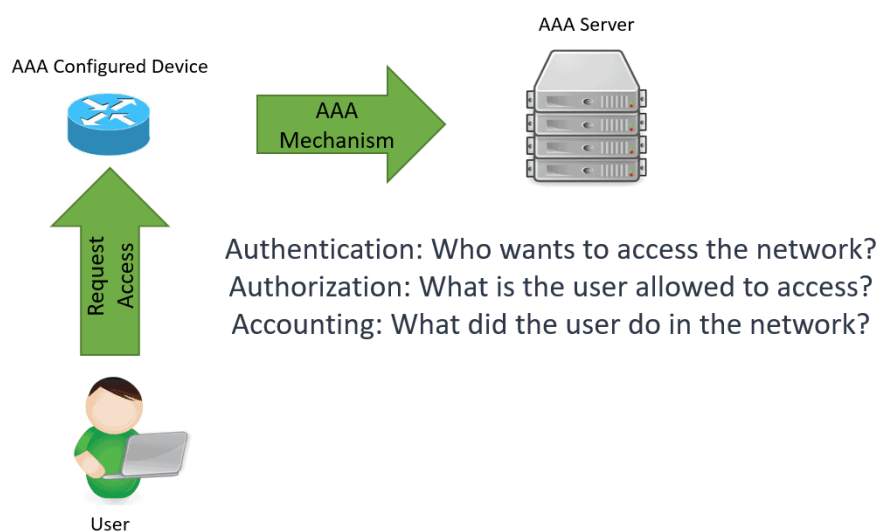 AAA Server
AAA Configured Device
AAA
Mechanism
Request
Access
Authentication: Who wants to access the network?
Authorization: What is the user allowed to access?
Accounting: What did the user do in the network?
User